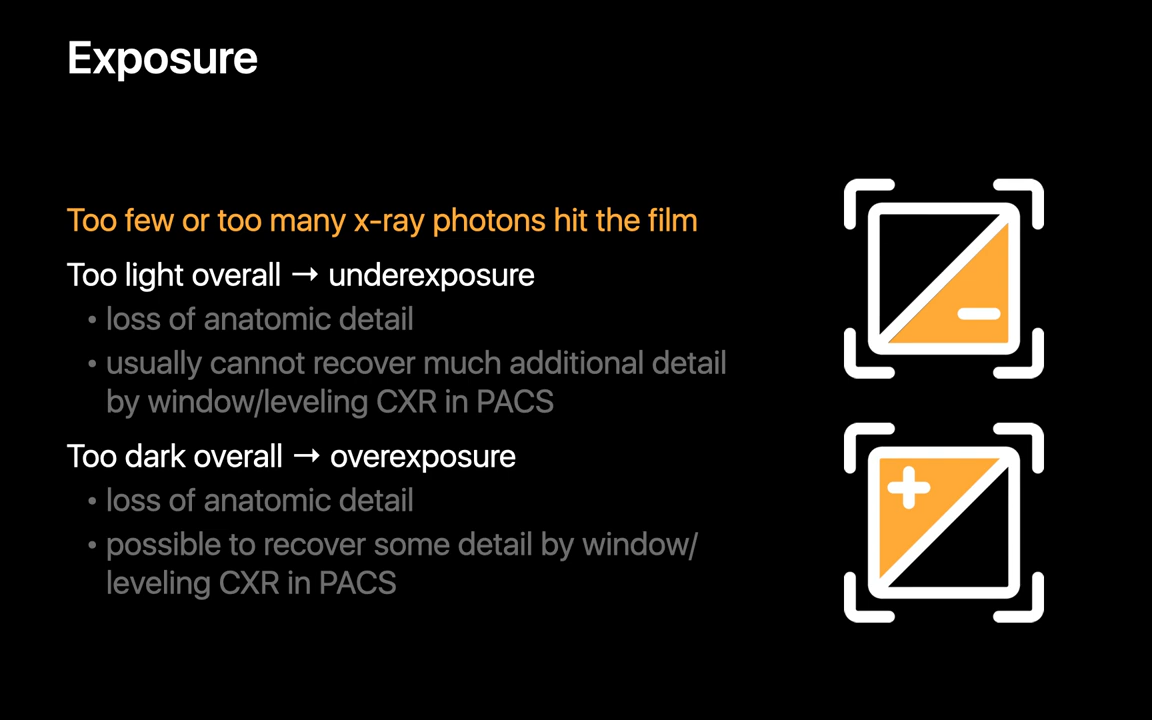 Exposure
Too few or too many x-ray photons hit the film
Too light overall → underexposure
• loss of anatomic detail
• usually cannot recover much additional detail
by window/leveling CXR in PACS
Too dark overall → overexposure
• loss of anatomic detail
• possible to recover some detail by window/
leveling CXR in PACS